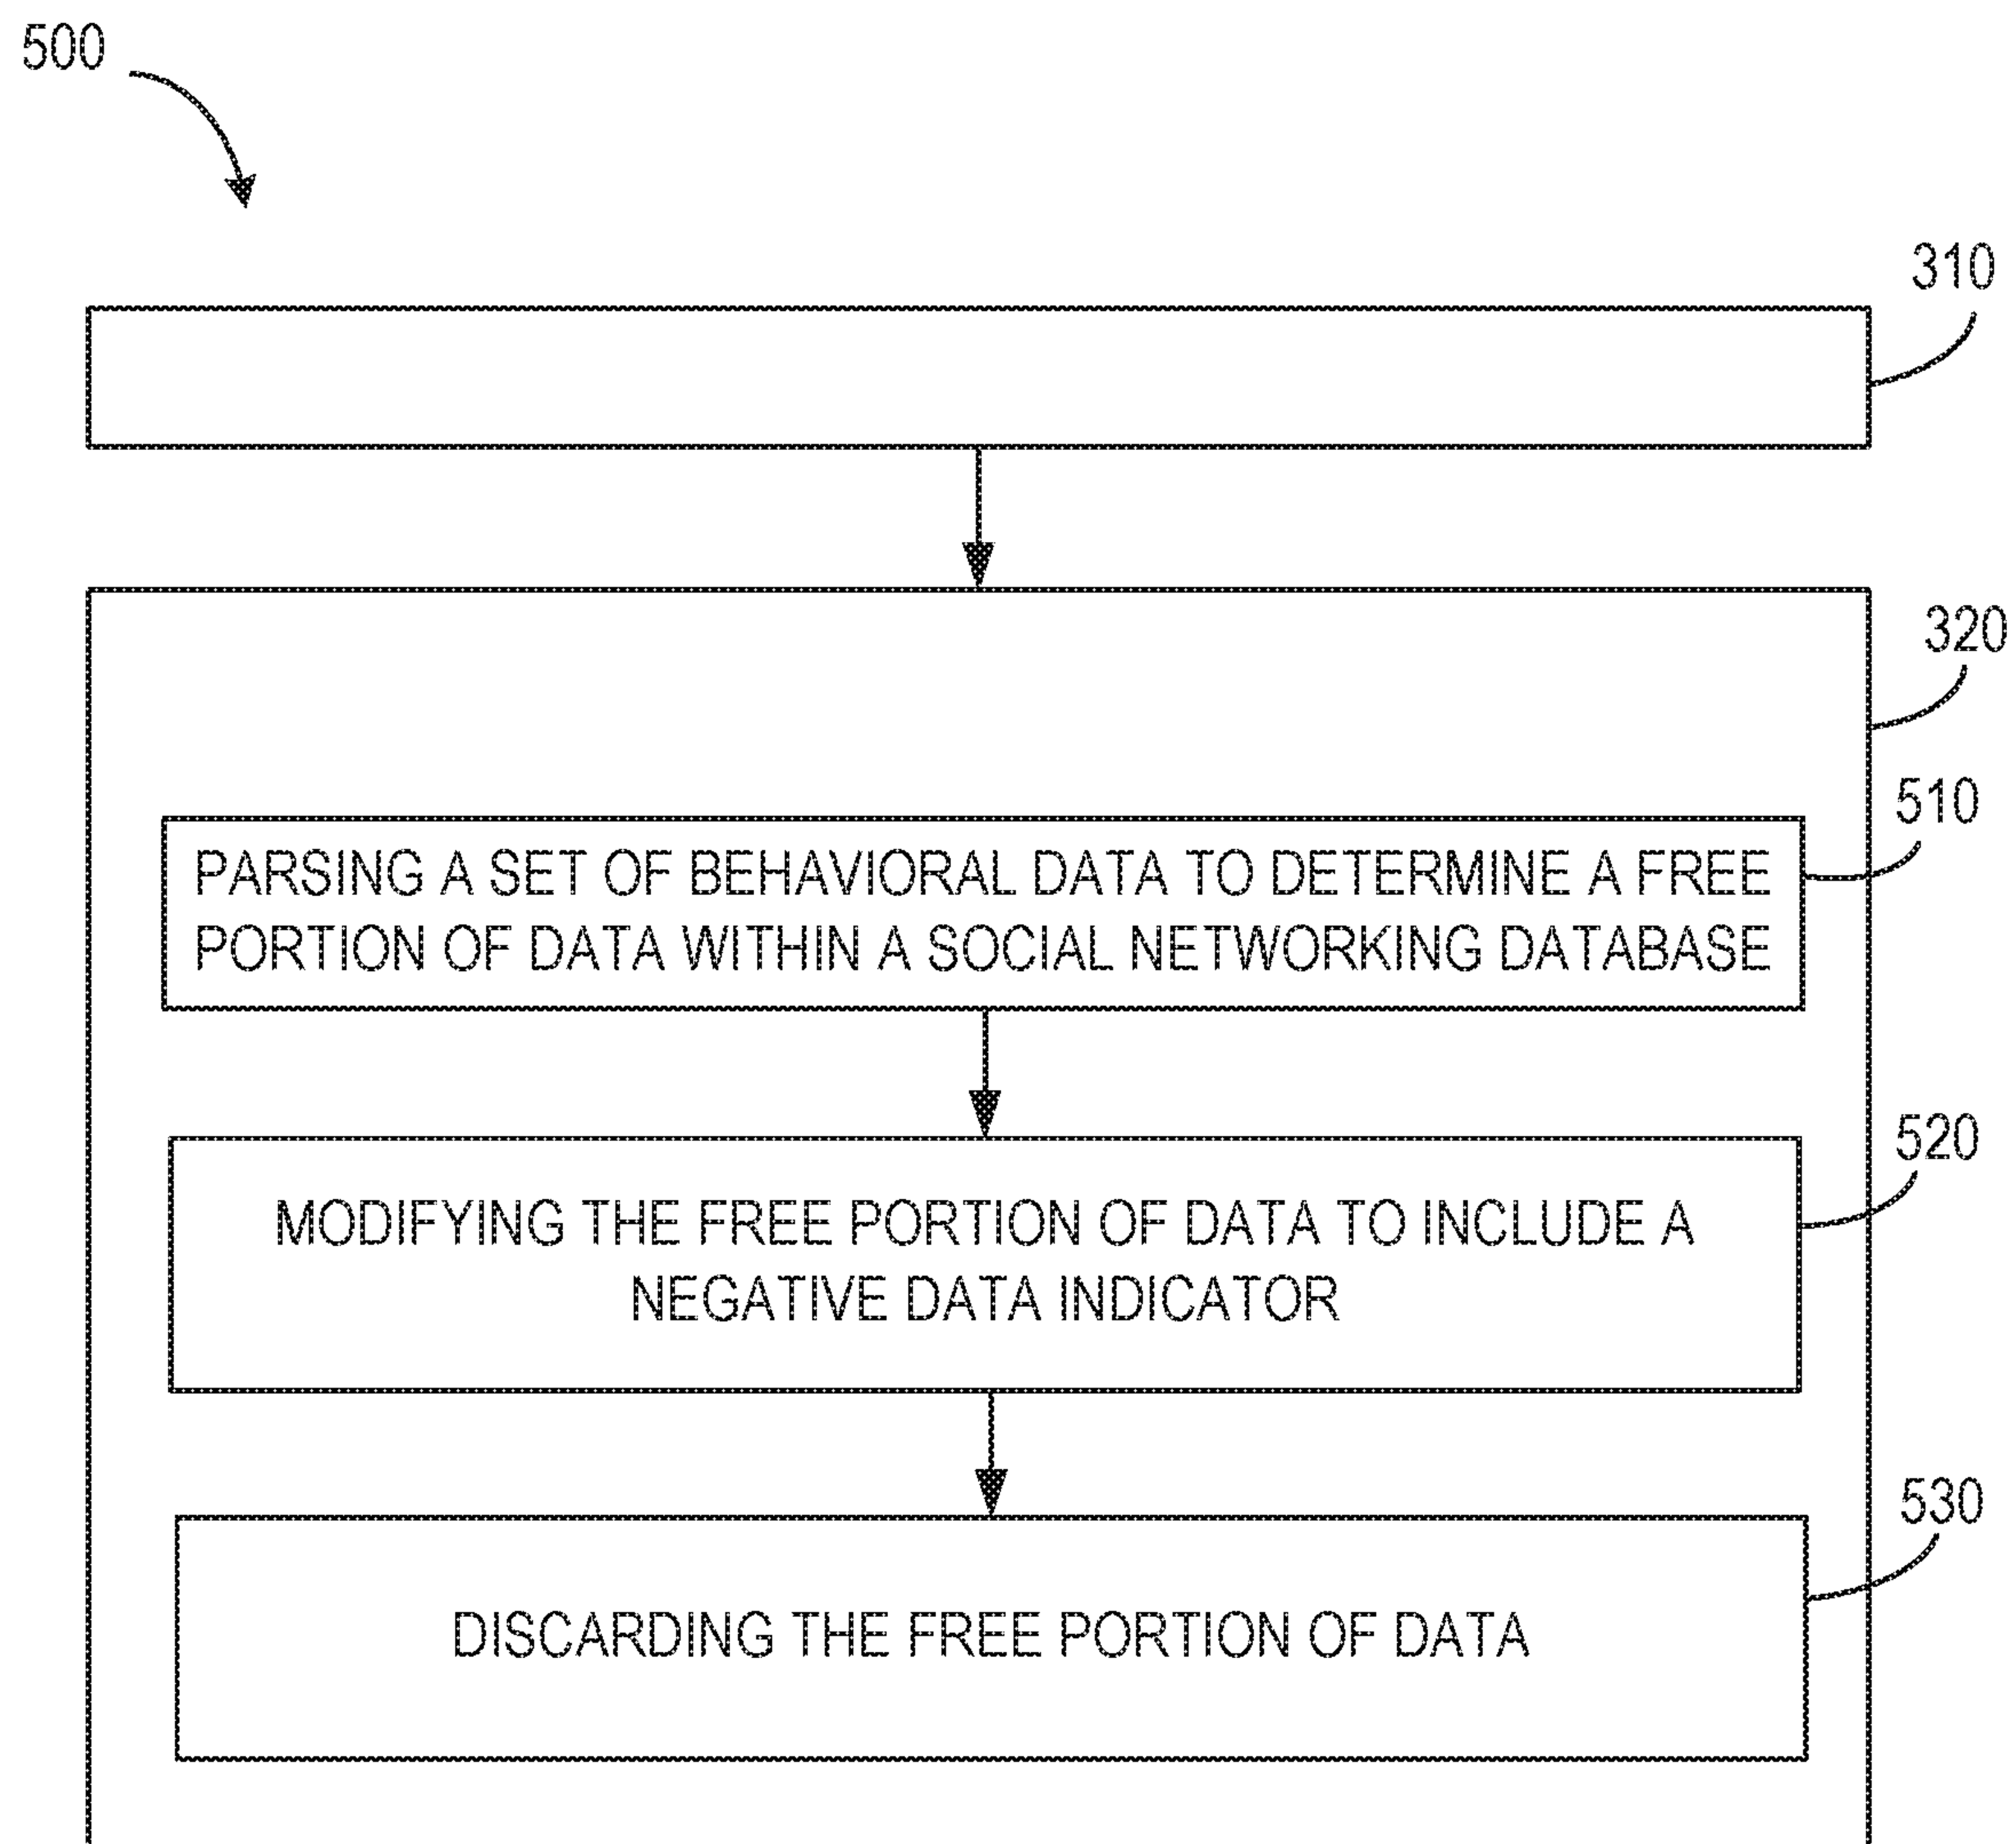 500
310
320
510
PARSING A SET OF BEHAVIORAL DATA TO DETERMINE A FREE
PORTION OF DATA WITHIN A SOCIAL NETWORKING DATABASE
520
MODIFYING THE FREE PORTION OF DATA TO INCLUDE A
NEGATIVE DATA INDICATOR
530
DISCARDING THE FREE PORTION OF DATA